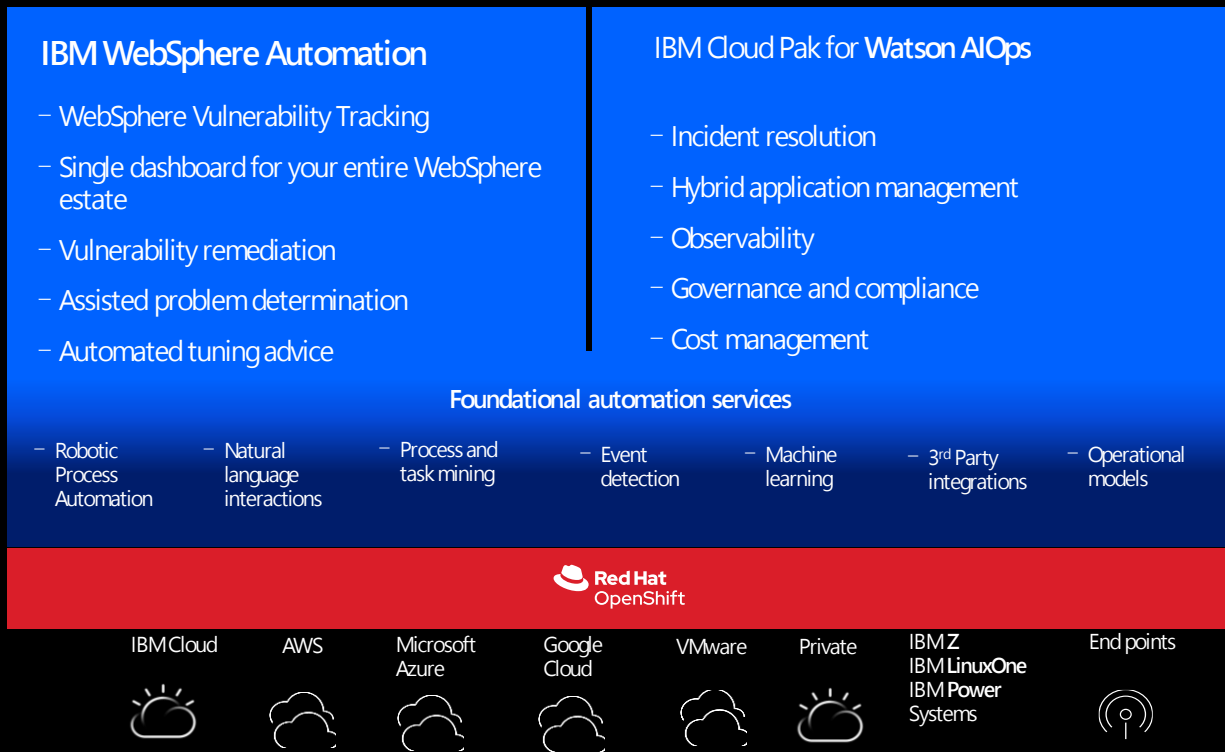 IBM WebSphere Automation
– WebSphere Vulnerability Tracking
– Single dashboard for your entire WebSphere
estate
– Vulnerability remediation
– Assisted problem determination
– Automated tuning advice
IBM Cloud Pak for Watson AIOps
– Incident resolution
– Hybrid application management
– Observability
– Governance and compliance
– Cost management
Foundational automation services
– Robotic
Process
Automation
– Natural
language
interactions
– Process and
task mining
– Event
detection
– Machine
learning
– 3rd Party
integrations
– Operational
models
Red Hat
OpenShift
IBM Cloud
AWS
Microsoft
Azure
Google
Cloud
VMware
Private
IBM Z
IBM LinuxOne
IBM Power
Systems
End points